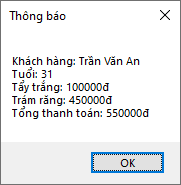 Thông báo
Khách hàng: Trần Văn An
Tuổi: 31
Tẩy trắng: 100000đ
Trám răng: 450000đ
Tổng thanh toán: 550000đ
OK